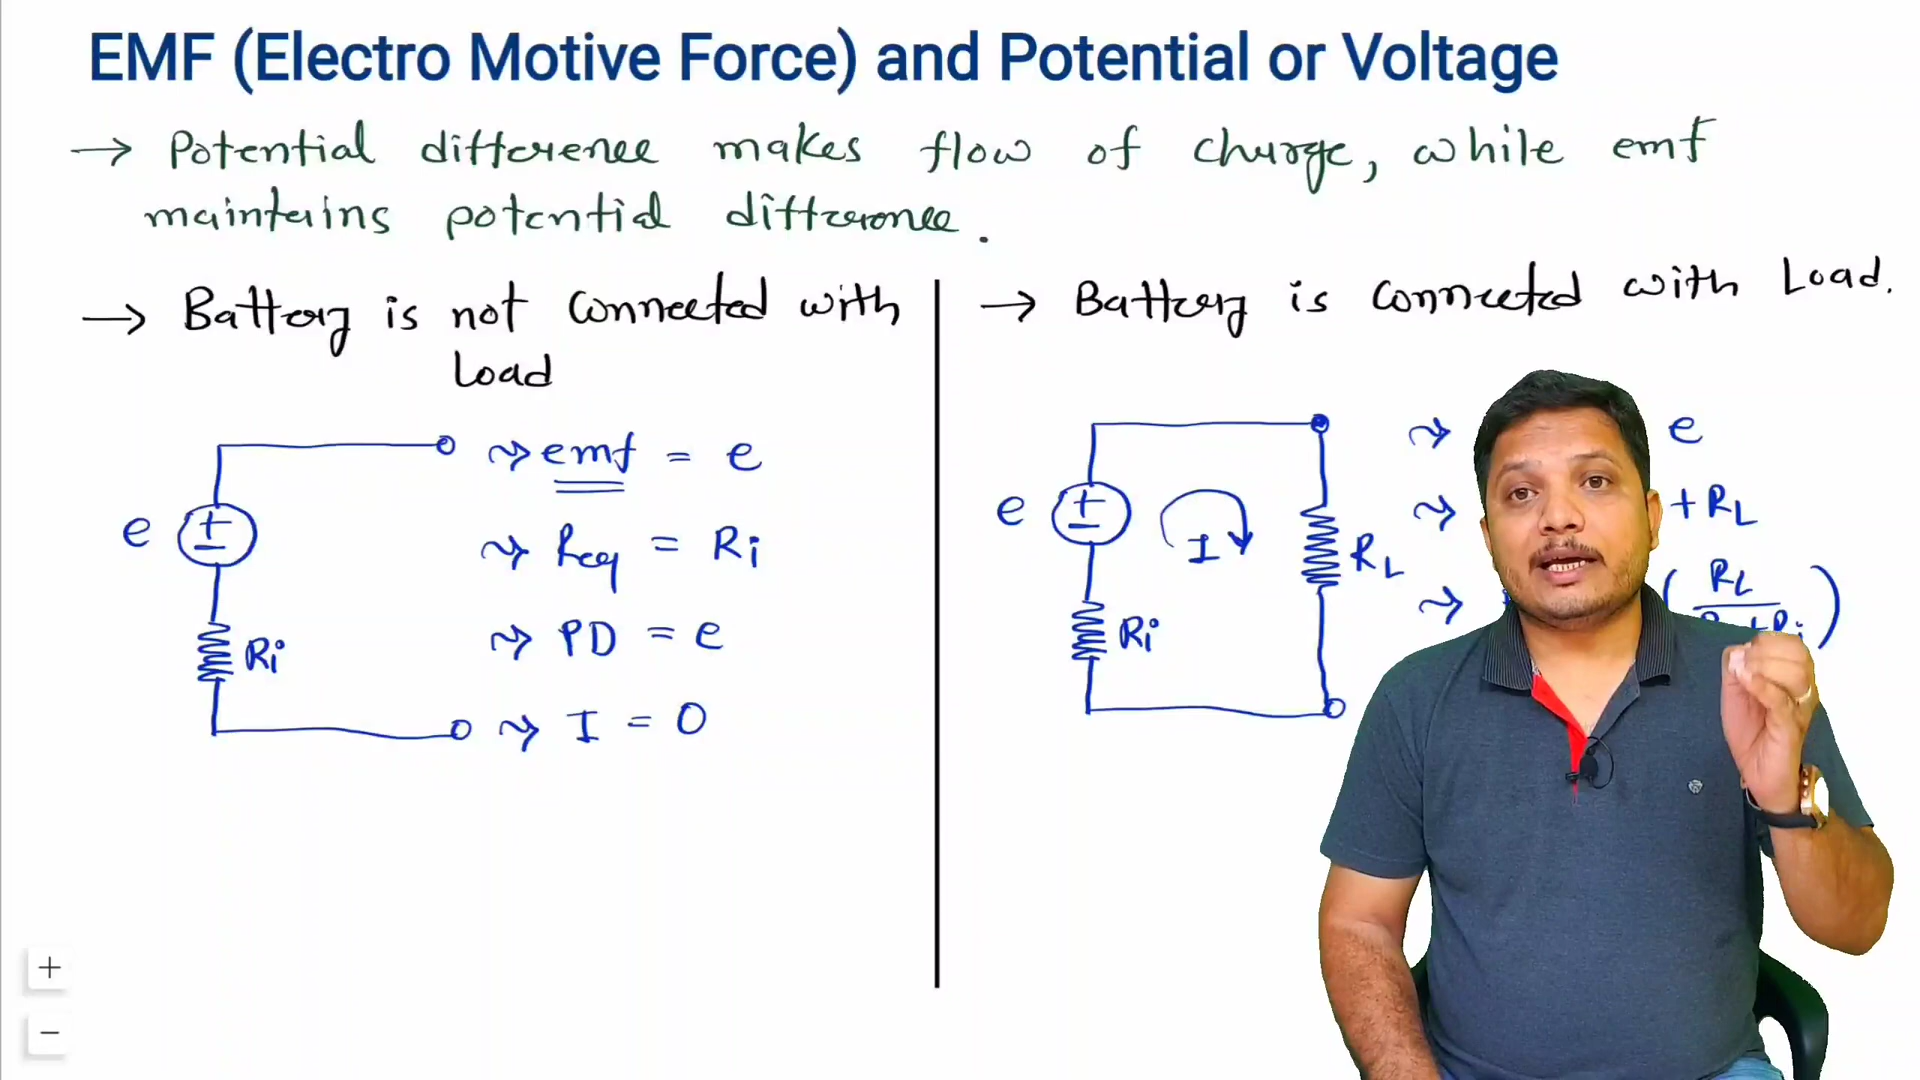 EMF (Electro Motive Force) and Potential or Voltage
→ Potential difference makes flow of charge, while emf
maintains potential difference.
→ Battery is not connected with
Load
e
Ri
emf = e
Req = Ri
PD = e
I = 0
→ Battery is connected with Load.
e
I
Ri
RL
e
+ RL
( RL
+Ri )
+
−